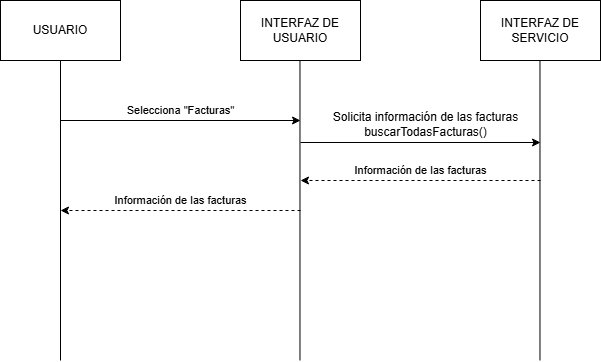 USUARIO
INTERFAZ DE
USUARIO
INTERFAZ DE
SERVICIO
Selecciona "Facturas"
Solicita información de las facturas
buscarTodasFacturas()
Información de las facturas
Información de las facturas